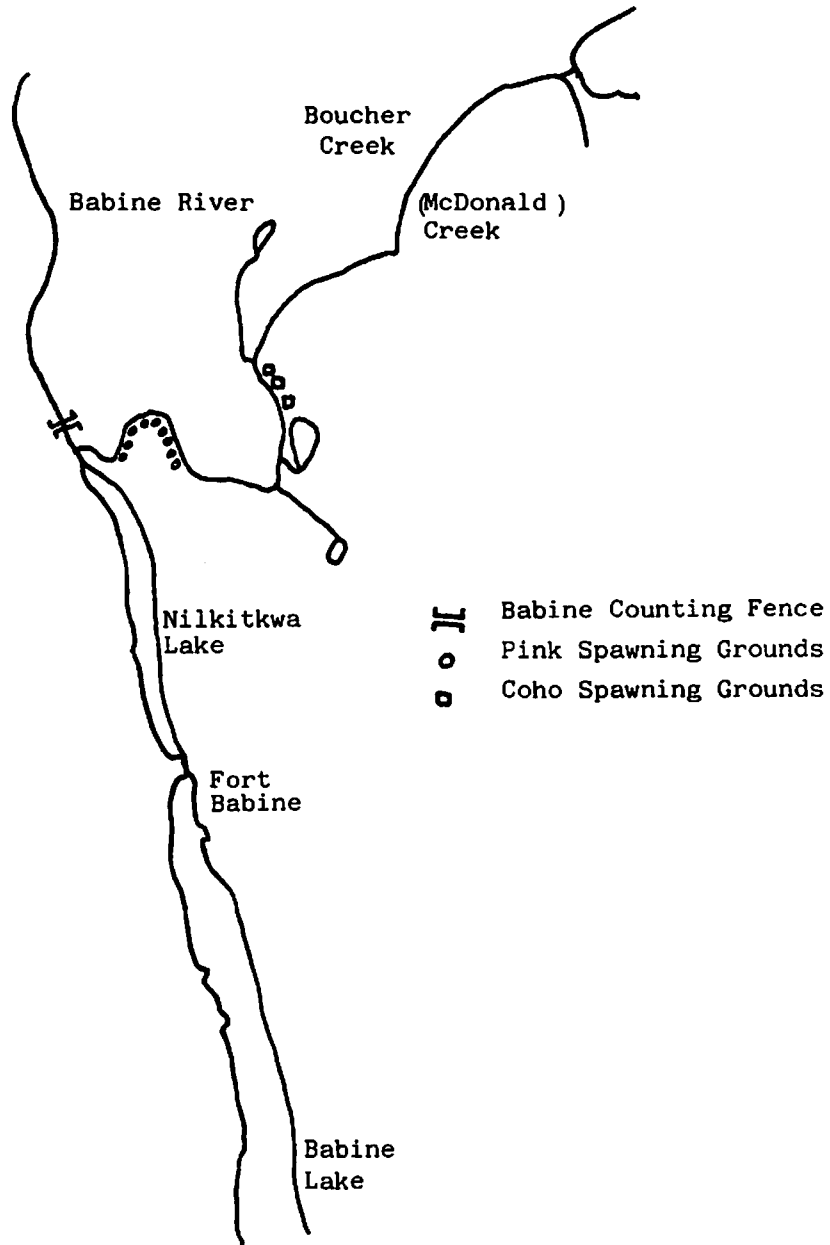 Boucher
Creek
Babine River
(McDonald)
Creek
Nilkitkwa
Lake
Babine Counting Fence
Pink Spawning Grounds
Coho Spawning Grounds
Fort
Babine
Babine
Lake